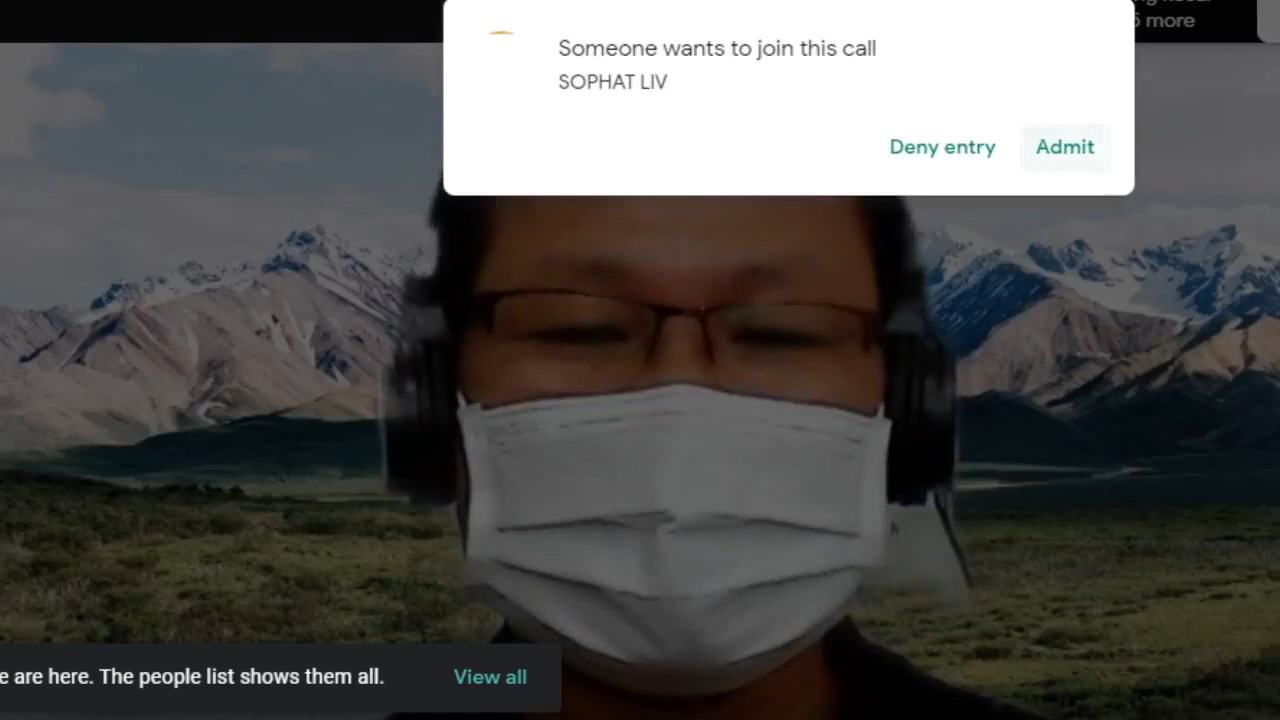 5 more
Someone wants to join this call
SOPHAT LIV
Deny entry
Admit
are here. The people list shows them all.
View all